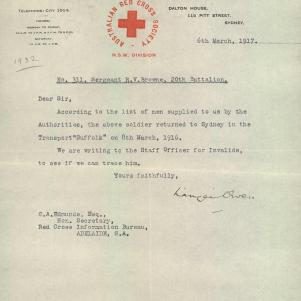 TELEPHONE: CITY
AUSTRALIAN RED CROSS SOCIETY
N.S.W. DIVISION
DALTON HOUSE,
115 PITT STREET,
SYDNEY,
6th March, 1917.
No. 311, Sergeant R.V.Browne, 20th Battalion.
Dear Sir,
According to the list of men supplied to us by the
Authorities, the above soldier returned to Sydney in the
Transport"Suffolk" on 8th March, 1916.
We are writing to the Staff Officer for Invalids,
to see if we can trace him.
Yours faithfully,
C.A.Edmunds, Esq.,
Hon. Secretary,
Red Cross Information Bureau,
ADELAIDE, S.A.